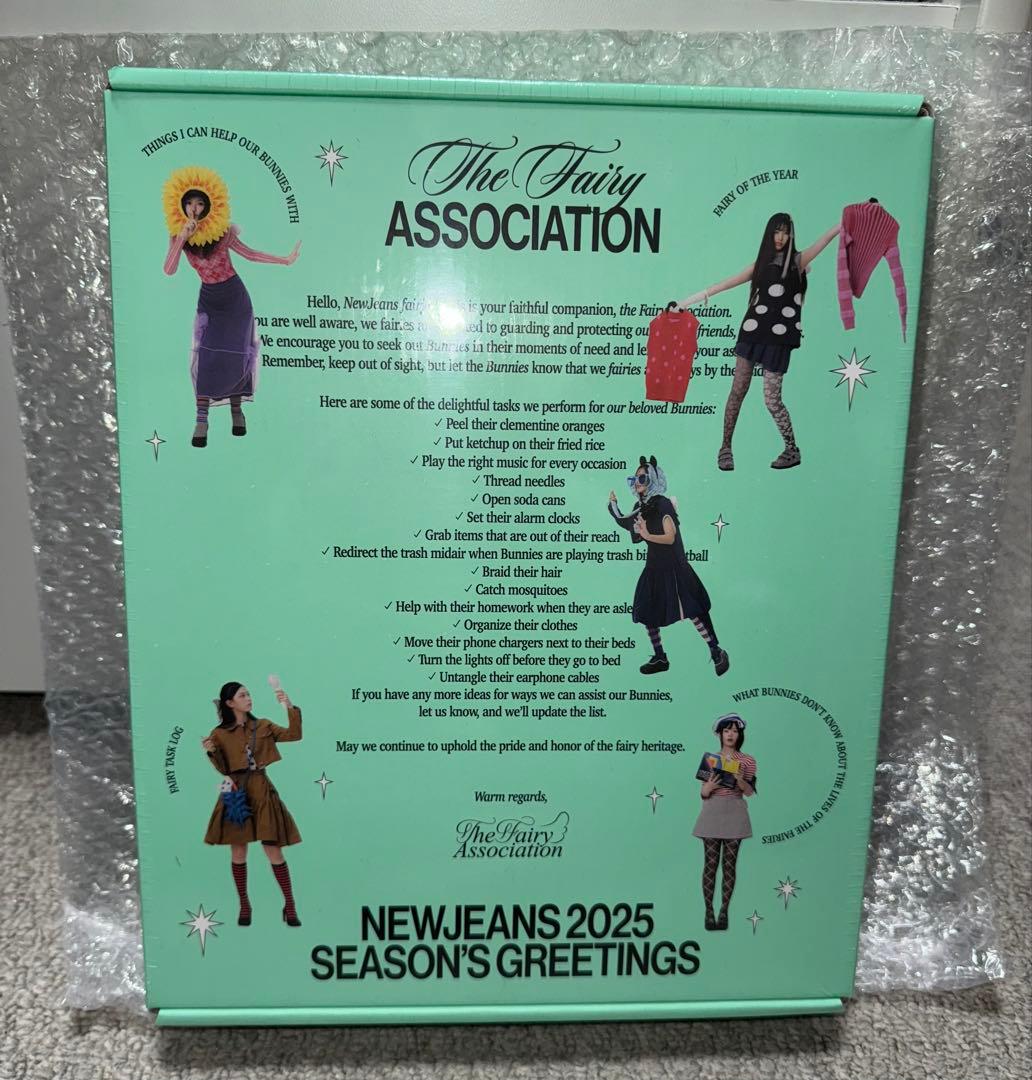 THINGS I CAN HELP OUR BUNNIES WITH
The Fairy
ASSOCIATION
FAIRY OF THE YEAR
Hello, NewJeans is your faithful companion, the
ou are well aware, we fairies to guarding and protecting friends,
We encourage you to seek out Bunnies in their moments of need and
Remember, keep out of sight, but let the Bunnies know that we fairies by the
Here are some of the delightful tasks we perform for our beloved Bunnies:
✓ Peel their clementine oranges
✓ Put ketchup on their fried rice
✓ Play the right music for every occasion
✓ Thread needles
✓ Open soda cans
✓ Set their alarm clocks
✓ Grab items that are out of their reach
✓ Redirect the trash midair when Bunnies are playing trash
✓ Braid their hair
✓ Catch mosquitoes
✓ Help with their homework when they are asle
✓ Organize their clothes
✓ Move their phone chargers next to their beds
✓ Turn the lights off before they go to bed
✓ Untangle their earphone cables
If you have any more ideas for ways we can assist our Bunnies,
let us know, and we'll update the list.
FAIRY TASK LOG
WHAT BUNNIES DON'T KNOW ABOUT THE LIVES OF THE FAIRIES
May we continue to uphold the pride and honor of the fairy heritage.
Warm regards,
The Fairy
Association
NEWJEANS 2025
SEASON'S GREETINGS